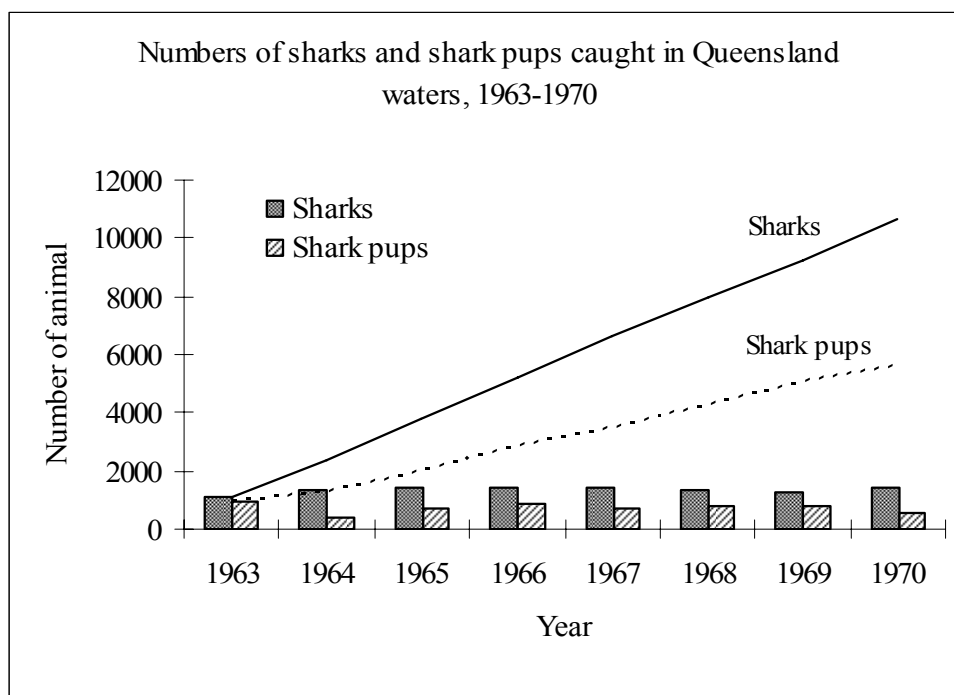 Numbers of sharks and shark pups caught in Queensland
waters, 1963-1970
12000
10000
8000
6000
4000
2000
0
Number of animal
Sharks
Shark pups
Sharks
Shark pups
1963 1964 1965 1966 1967 1968 1969 1970
Year